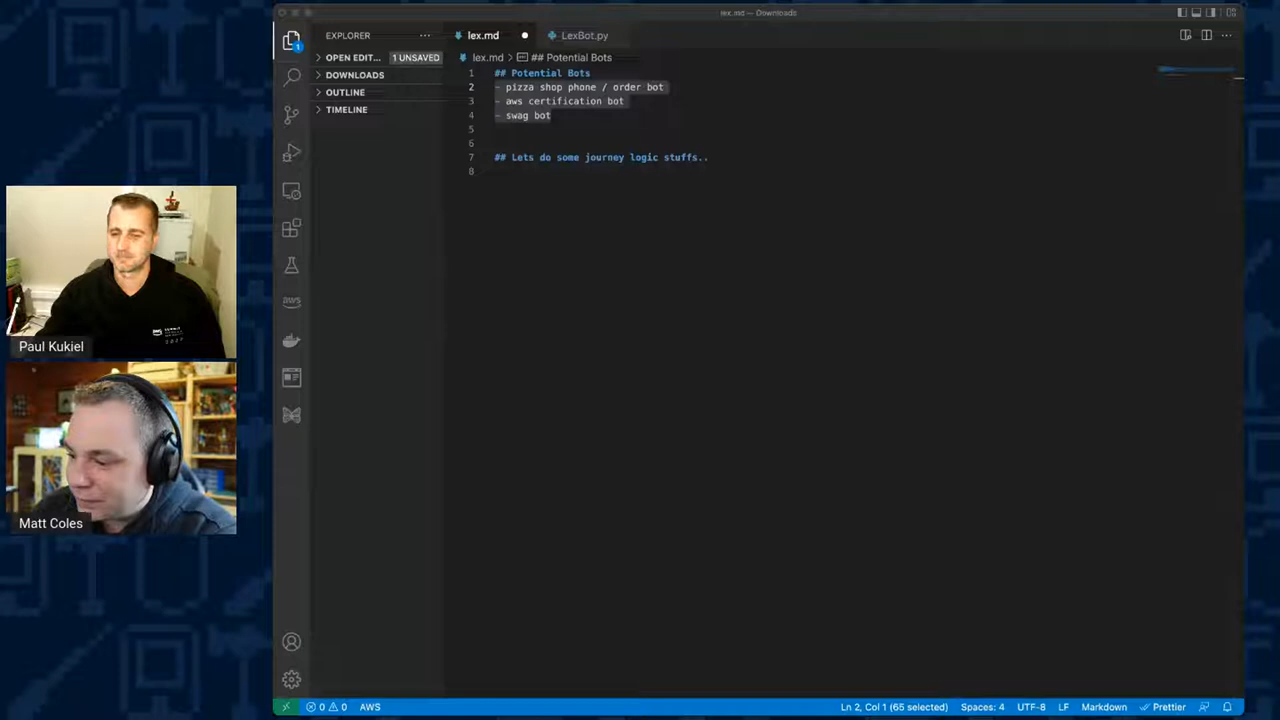 lex.md — Downloads
EXPLORER
lex.md
LexBot.py
OPEN EDIT...
1 UNSAVED
lex.md > ## Potential Bots
DOWNLOADS
OUTLINE
TIMELINE
1 ## Potential Bots
2 - pizza shop phone / order bot
3 - aws certification bot
4 - swag bot
5
6
7 ## Lets do some journey logic stuffs..
8
1
aws
Paul Kukiel
Matt Coles
0 0 AWS
Ln 2, Col 1 (65 selected) Spaces: 4 UTF-8 LF Markdown Prettier